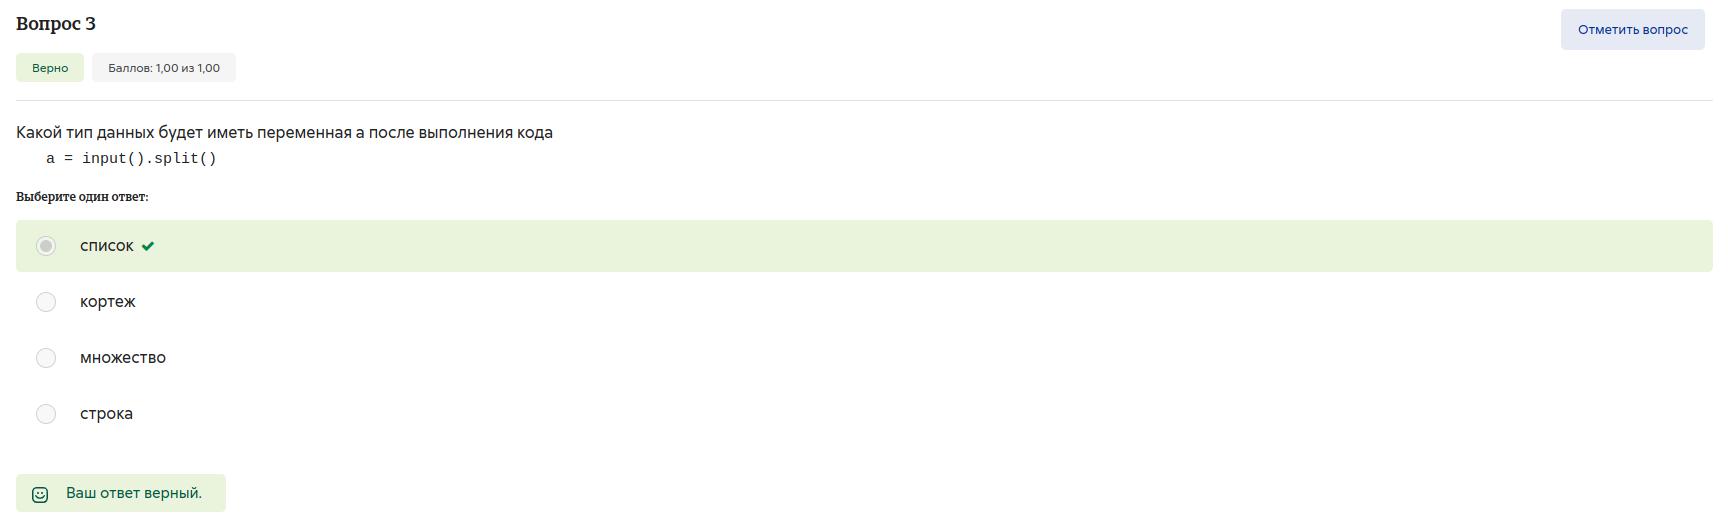 Вопрос 3
Отметить вопрос
Верно
Баллов: 1,00 из 1,00
Какой тип данных будет иметь переменная a после выполнения кода
a = input().split()
Выберите один ответ:
список
кортеж
множество
строка
Ваш ответ верный.